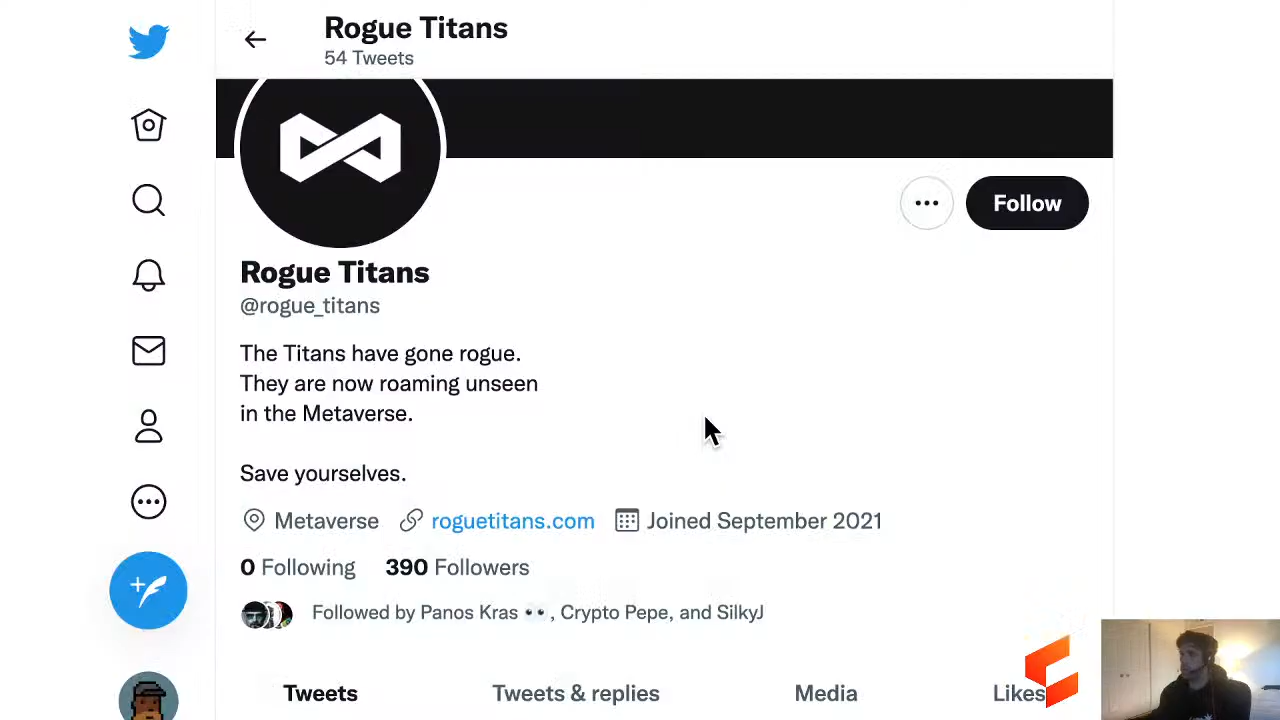 Rogue Titans
54 Tweets
Follow
Rogue Titans
@rogue_titans
The Titans have gone rogue.
They are now roaming unseen
in the Metaverse.
Save yourselves.
Metaverse roguetitans.com Joined September 2021
0 Following 390 Followers
Followed by Panos Kras 👀, Crypto Pepe, and SilkyJ
Tweets Tweets & replies Media Likes